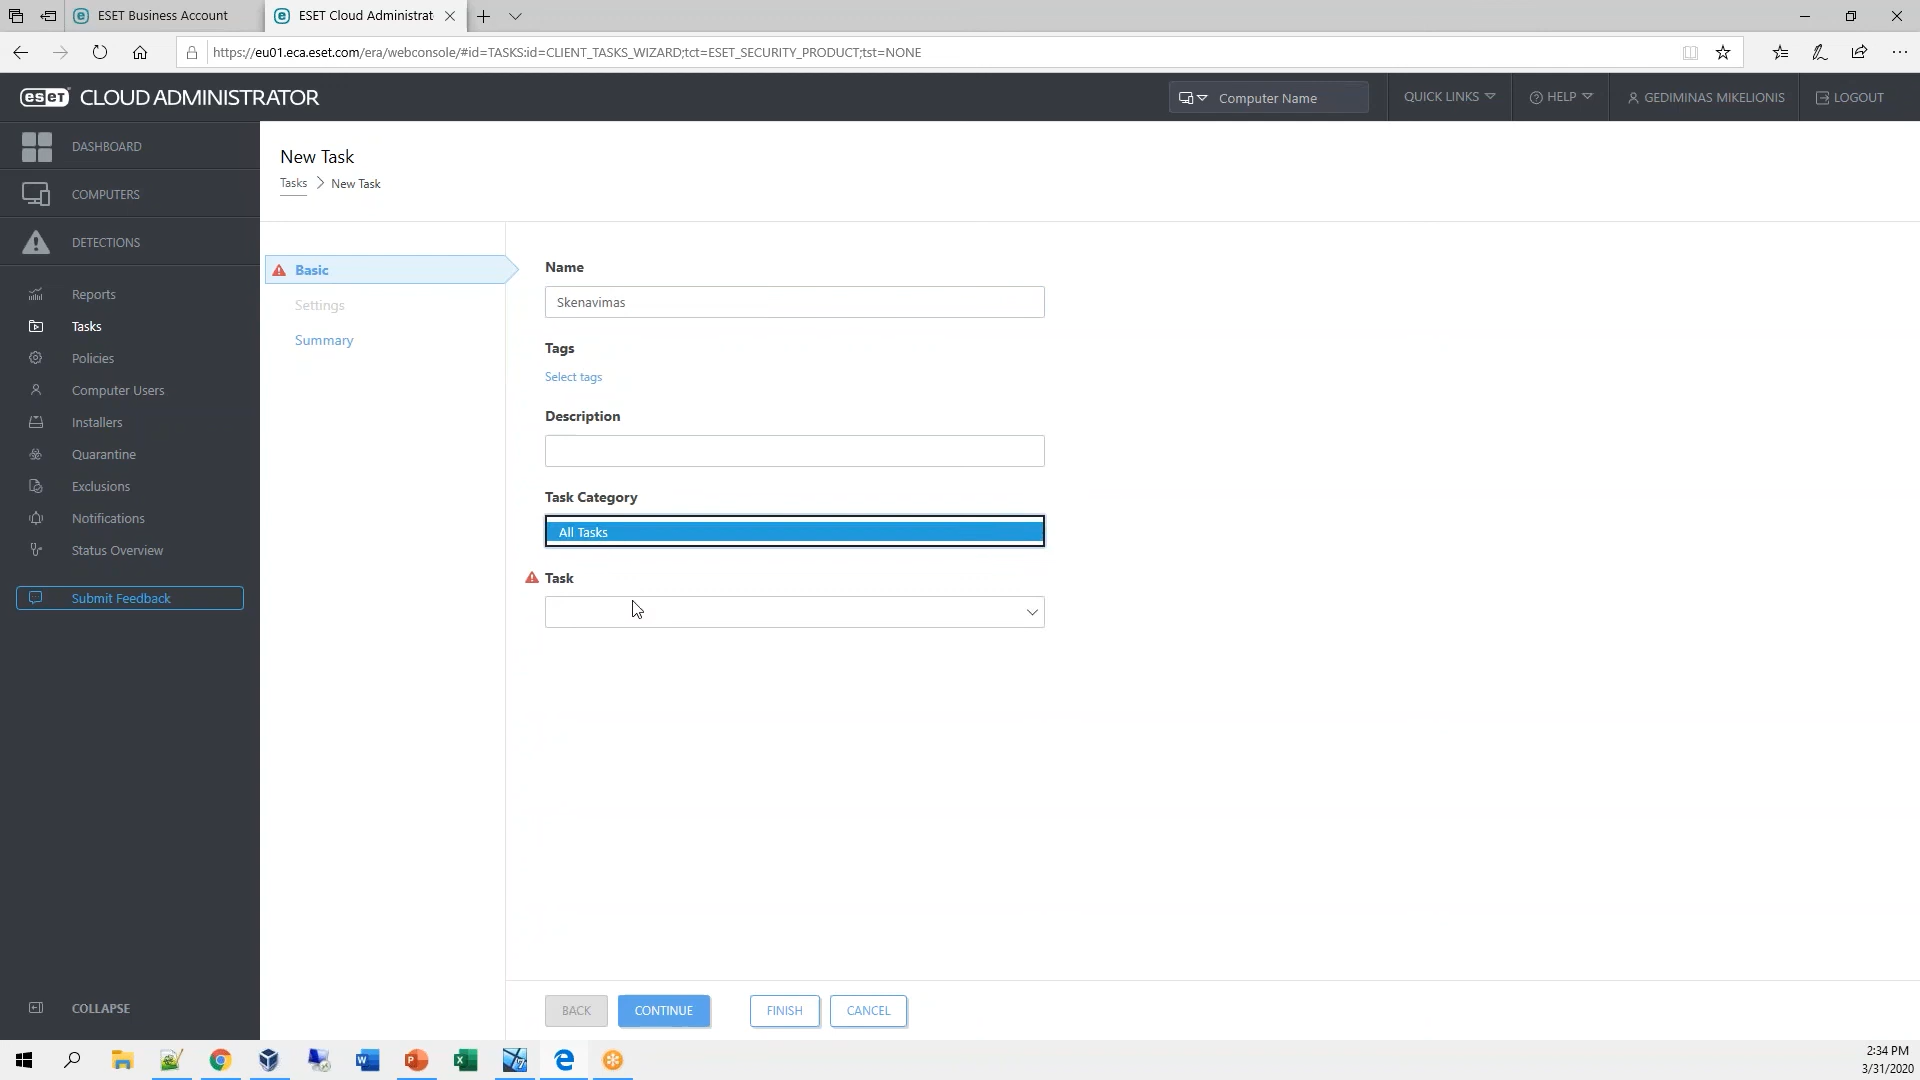 ESET Business Account
ESET Cloud Administrat
https://eu01.eca.eset.com/era/webconsole/#id=TASKS:id=CLIENT_TASKS_WIZARD;tct=ESET_SECURITY_PRODUCT;tst=NONE
eseT CLOUD ADMINISTRATOR
Computer Name
QUICK LINKS
HELP
GEDIMINAS MIKELIONIS
LOGOUT
DASHBOARD
COMPUTERS
DETECTIONS
Reports
Tasks
Policies
Computer Users
Installers
Quarantine
Exclusions
Notifications
Status Overview
Submit Feedback
COLLAPSE
New Task
Tasks > New Task
Basic
Settings
Summary
Name
Skenavimas
Tags
Select tags
Description
Task Category
All Tasks
Task
BACK
CONTINUE
FINISH
CANCEL
2:34 PM
3/31/2020